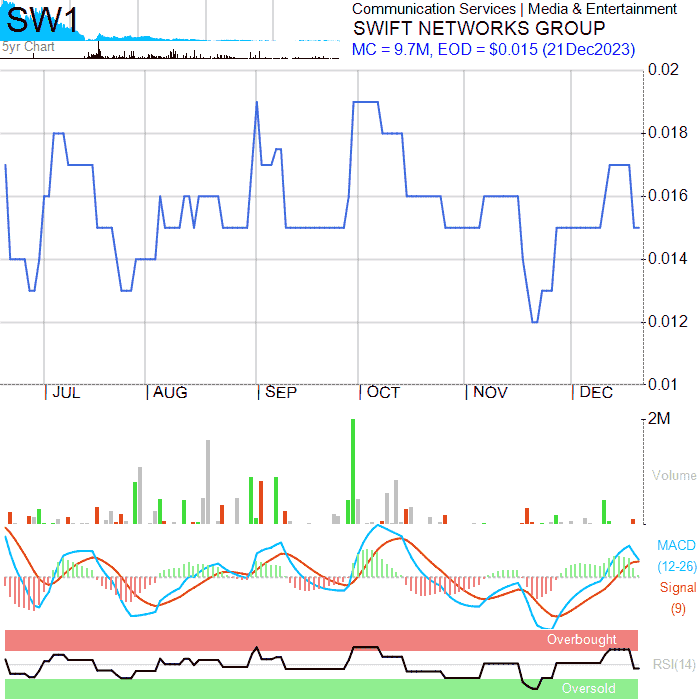 SW1
5yr Chart
Communication Services | Media & Entertainment
SWIFT NETWORKS GROUP
MC = 9.7M, EOD = $0.015 (21Dec2023)
0.02
0.018
0.016
0.014
0.012
0.01
JUL AUG SEP OCT NOV DEC
2M
Volume
MACD
(12-26)
Signal
(9)
Overbought
RSI(14)
Oversold